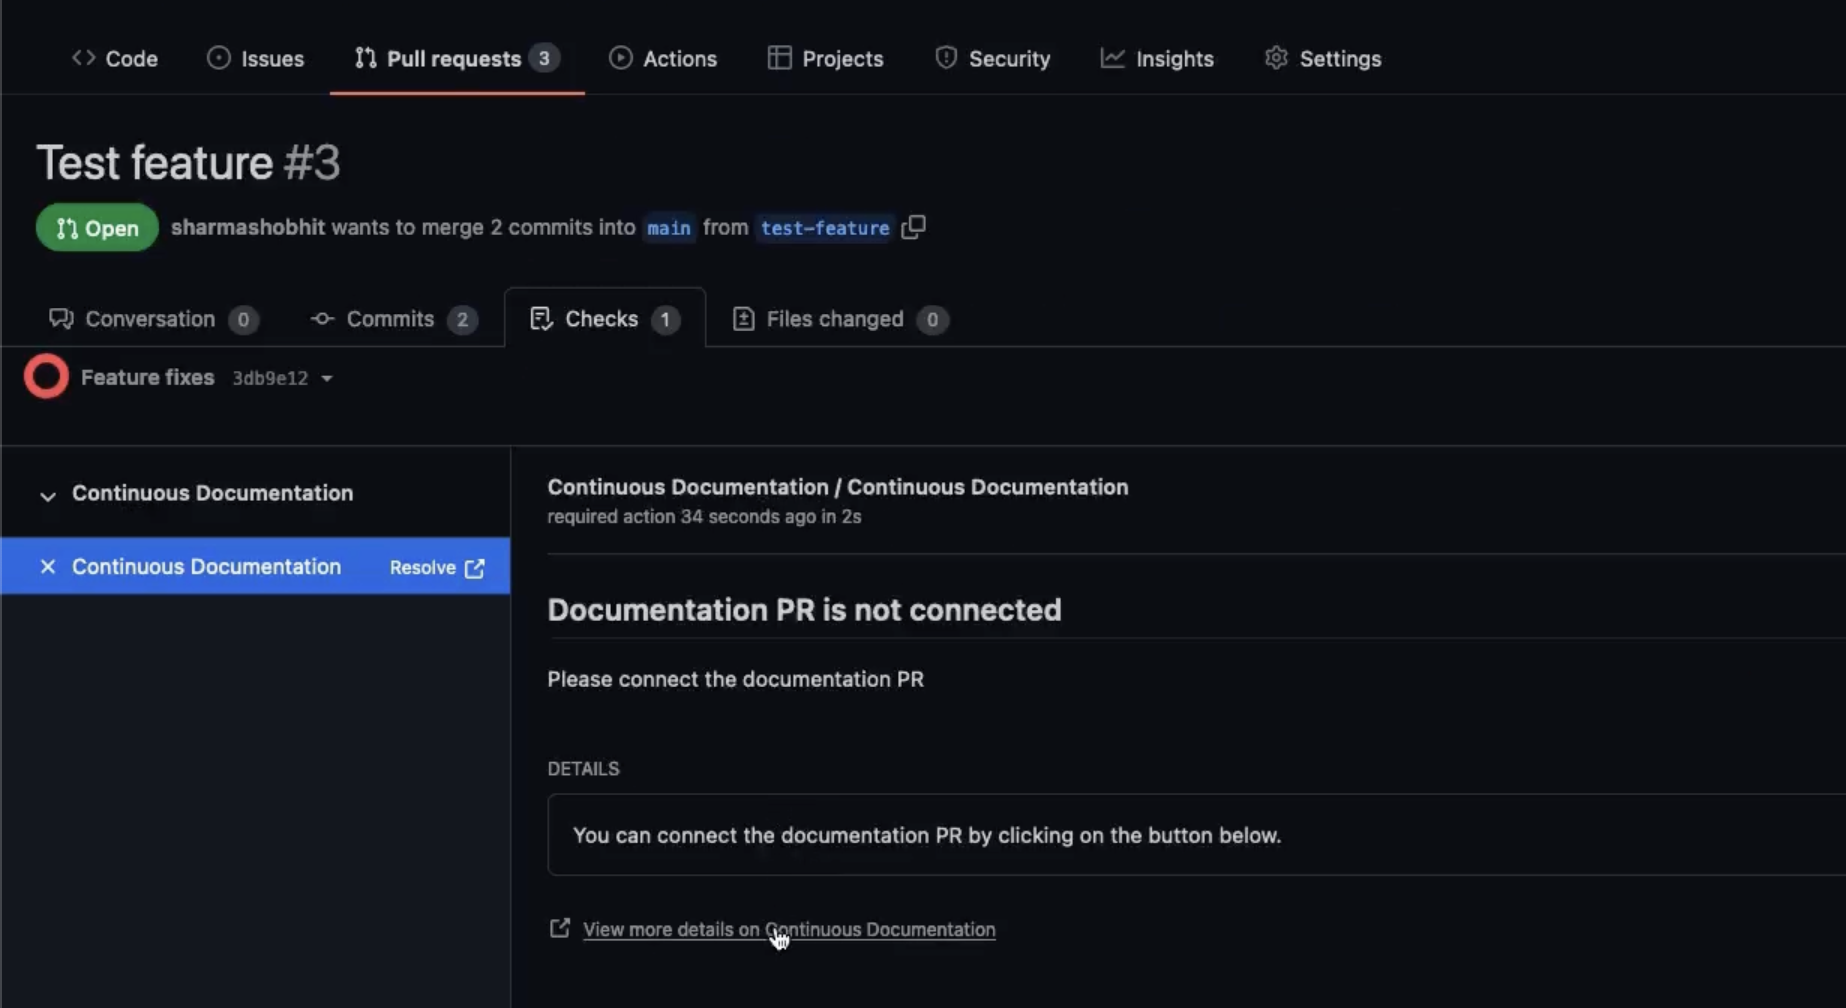 Code Issues Pull requests 3 Actions Projects Security Insights Settings
Test feature #3
Open sharmashobhit wants to merge 2 commits into main from test-feature
Conversation 0 Commits 2 Checks 1 Files changed 0
Feature fixes 3db9e12
Continuous Documentation
Continuous Documentation Resolve
Continuous Documentation / Continuous Documentation
required action 34 seconds ago in 2s
Documentation PR is not connected
Please connect the documentation PR
DETAILS
You can connect the documentation PR by clicking on the button below.
View more details on Continuous Documentation